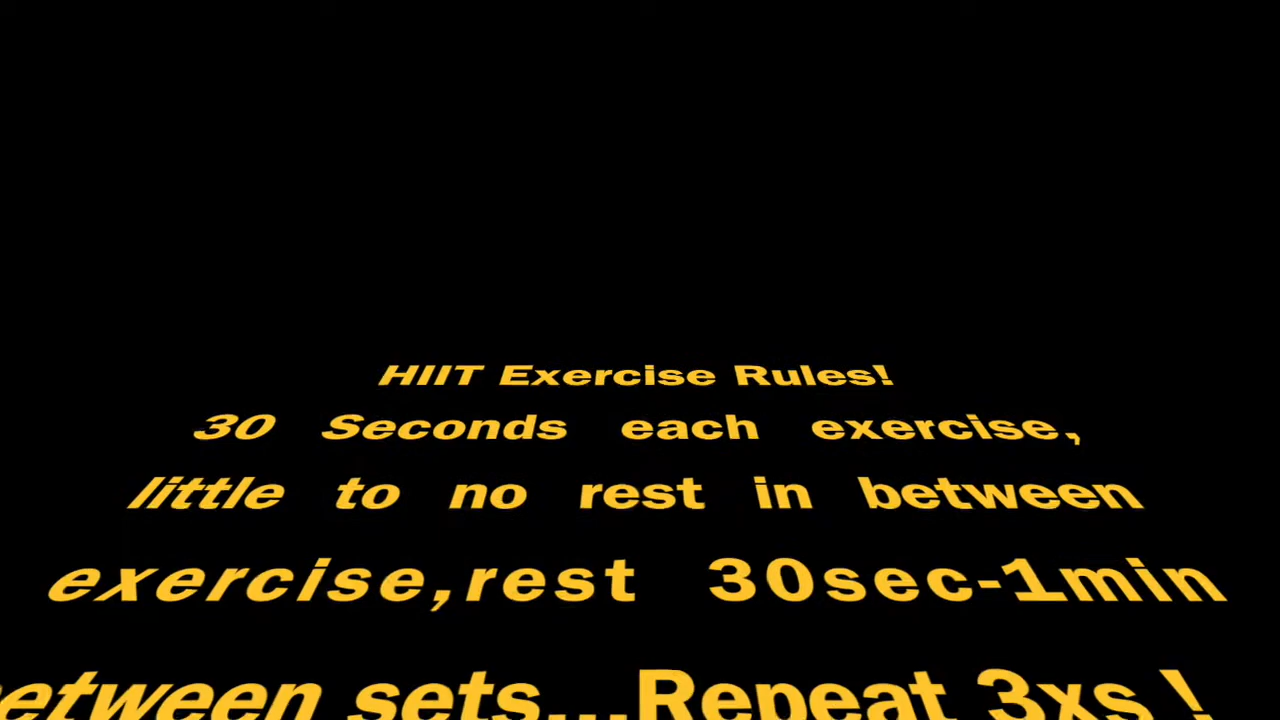 HIIT Exercise Rules!
30 Seconds each exercise,
little to no rest in between
exercise,rest 30sec-1min
between sets...Repeat 3xs !